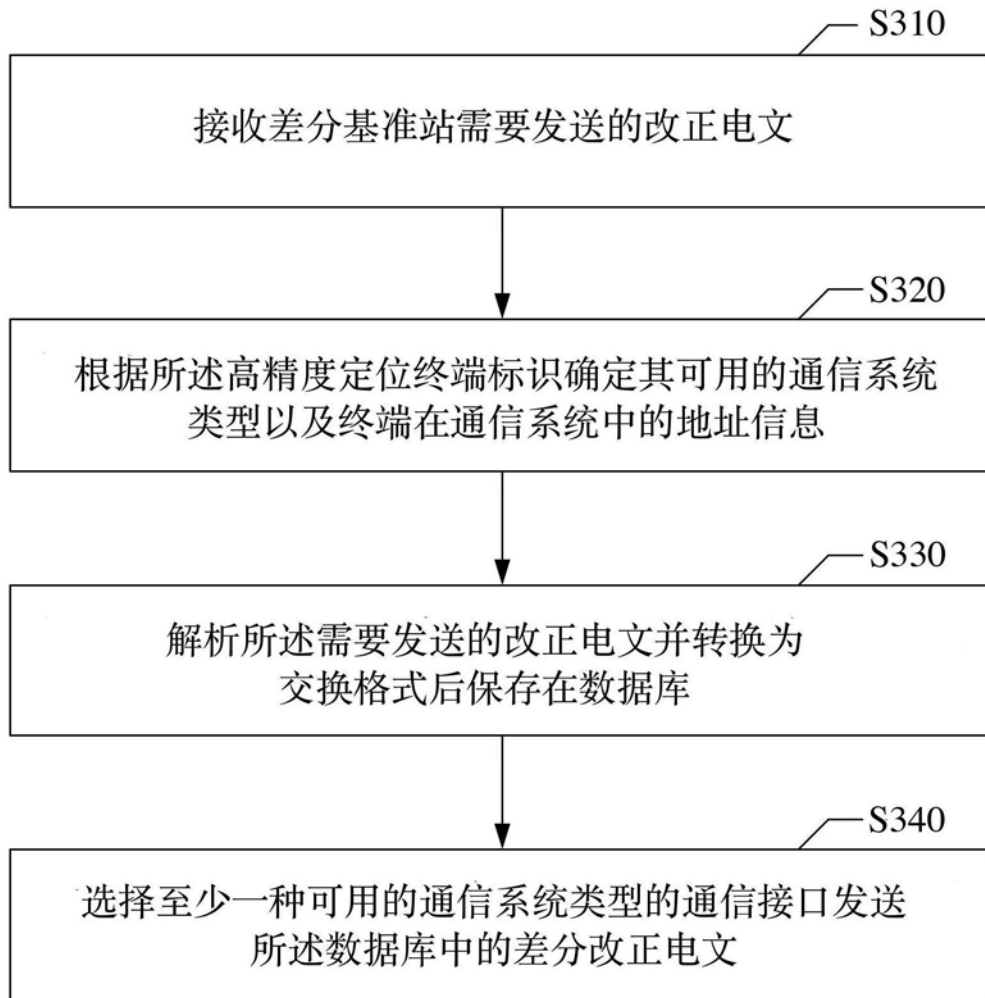 S310
接收差分基准站需要发送的改正电文
S320
根据所述高精度定位终端标识确定其可用的通信系统
类型以及终端在通信系统中的地址信息
S330
解析所述需要发送的改正电文并转换为
交换格式后保存在数据库
S340
选择至少一种可用的通信系统类型的通信接口发送
所述数据库中的差分改正电文